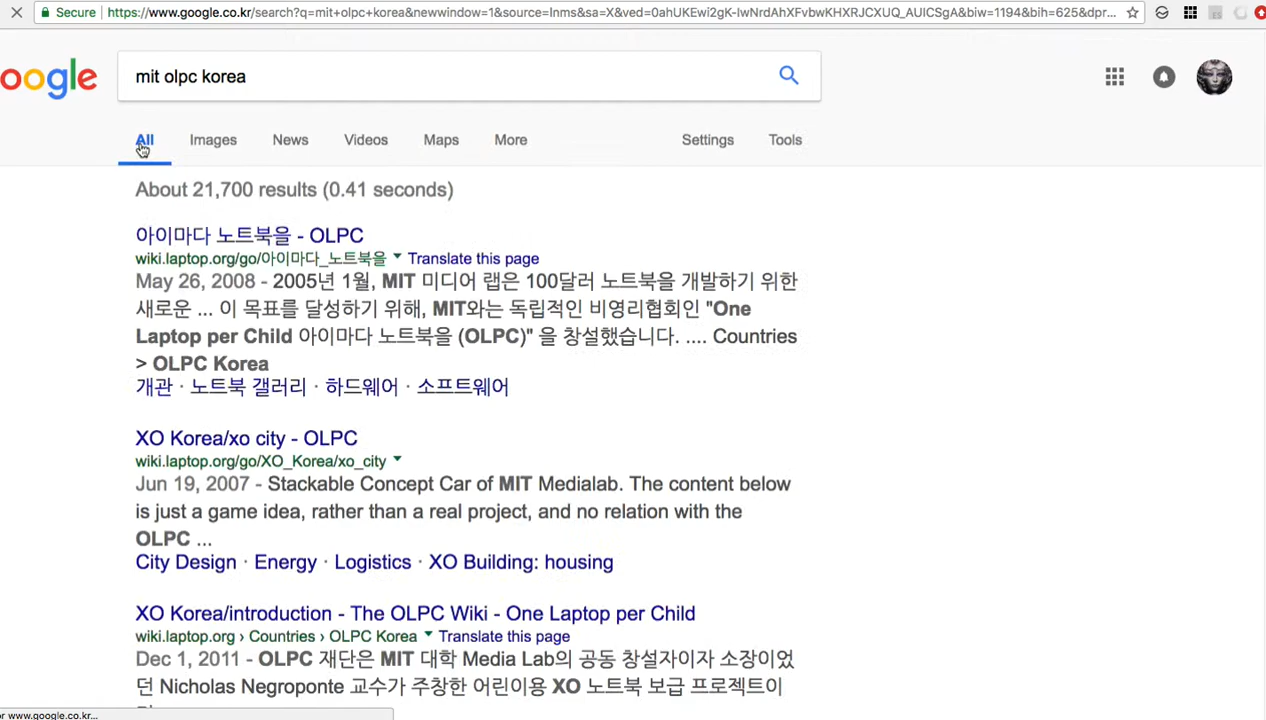 Secure https://www.google.co.kr/search?q=mit+olpc+korea&newwindow=1&source=lnms&sa=X&ved=0ahUKEwi2gK-IwNrdAhXFvbwKHXRJCXUQ_AUICSgA&biw=1194&bih=625&dpr...
oogle mit olpc korea
All Images News Videos Maps More Settings Tools
About 21,700 results (0.41 seconds)
아이마다 노트북을 - OLPC
wiki.laptop.org/go/아이마다_노트북을 Translate this page
May 26, 2008 - 2005년 1월, MIT 미디어 랩은 100달러 노트북을 개발하기 위한
새로운 ... 이 목표를 달성하기 위해, MIT와는 독립적인 비영리협회인 "One
Laptop per Child 아이마다 노트북을 (OLPC)" 을 창설했습니다. .... Countries
> OLPC Korea
개관 · 노트북 갤러리 · 하드웨어 · 소프트웨어
XO Korea/xo city - OLPC
wiki.laptop.org/go/XO_Korea/xo_city
Jun 19, 2007 - Stackable Concept Car of MIT Medialab. The content below
is just a game idea, rather than a real project, and no relation with the
OLPC ...
City Design · Energy · Logistics · XO Building: housing
XO Korea/introduction - The OLPC Wiki - One Laptop per Child
wiki.laptop.org › Countries › OLPC Korea Translate this page
Dec 1, 2011 - OLPC 재단은 MIT 대학 Media Lab의 공동 창설자이자 소장이었
던 Nicholas Negroponte 교수가 주창한 어린이용 XO 노트북 보급 프로젝트이
or www.google.co.kr...